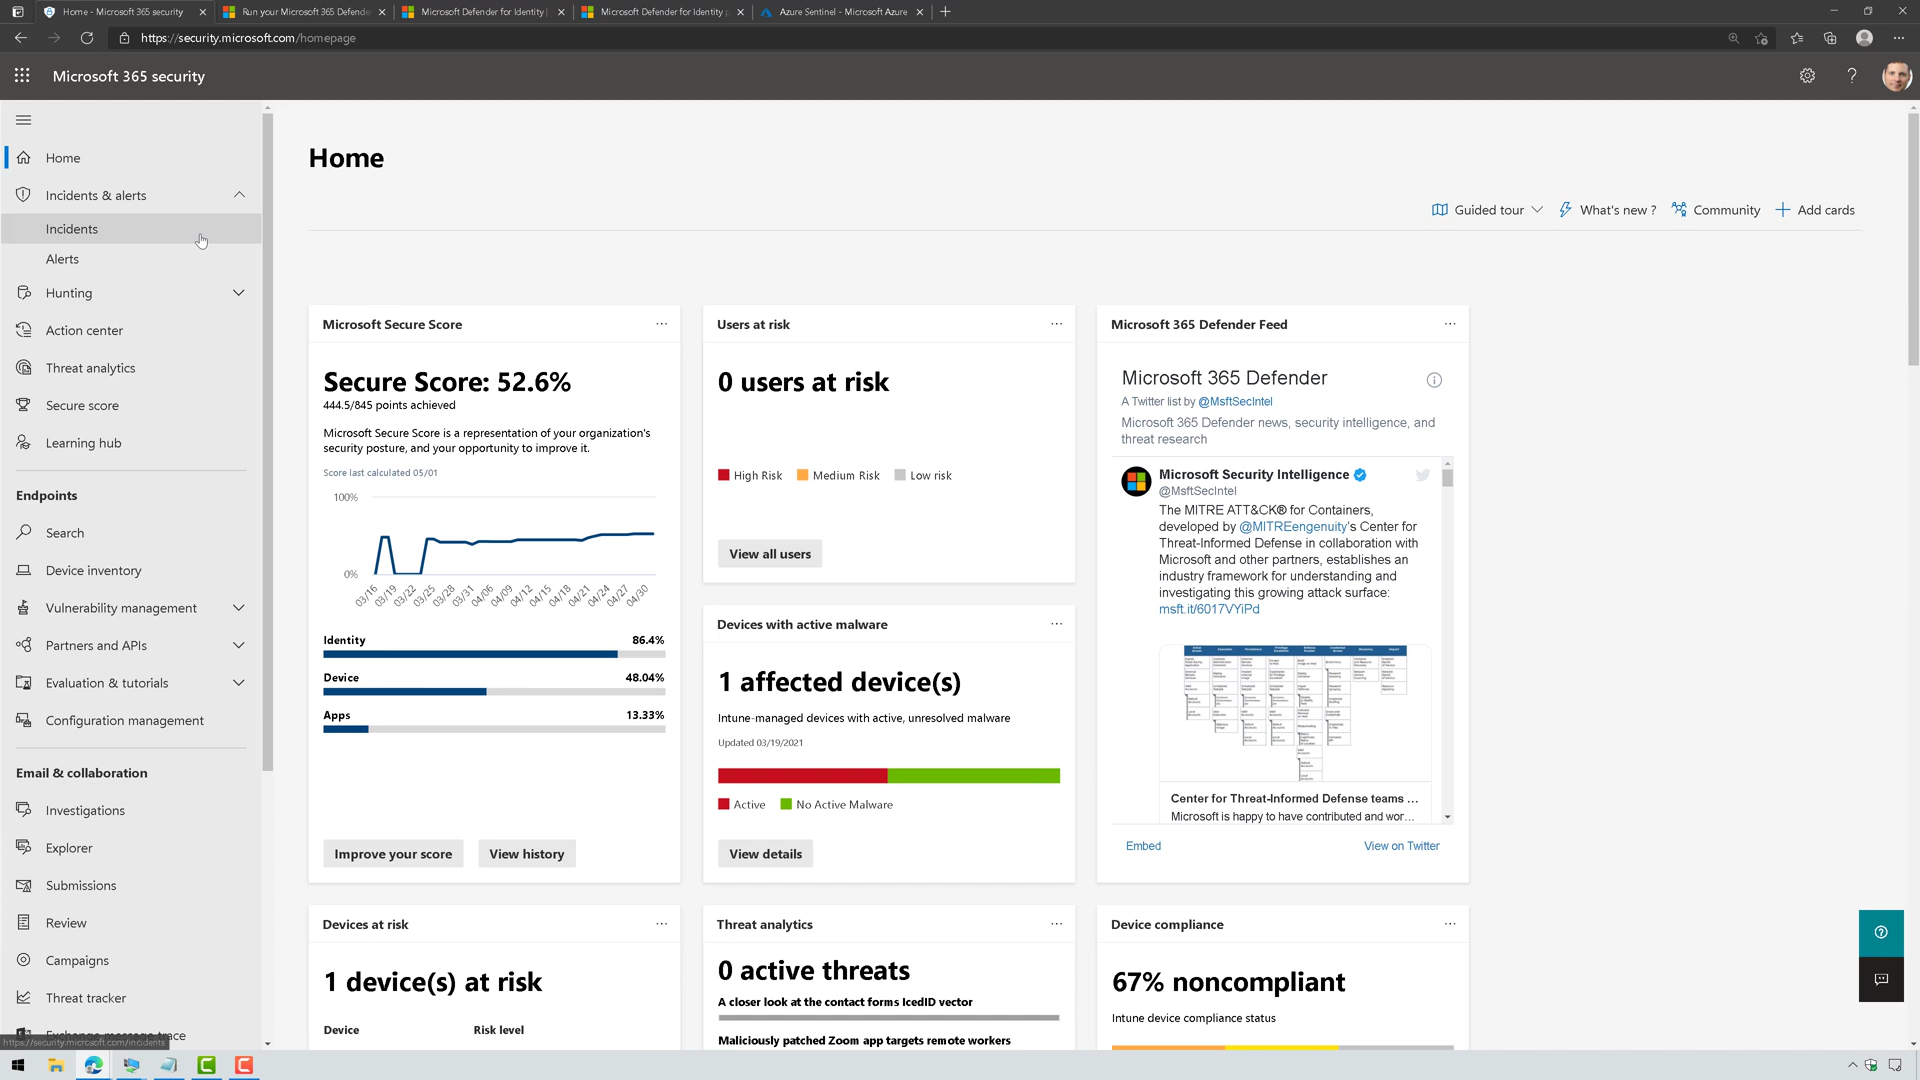 Home - Microsoft 365 security
Run your Microsoft 365 Defende
Microsoft Defender for Identity
Microsoft Defender for Identity
Azure Sentinel - Microsoft Azure
https://security.microsoft.com/homepage
Microsoft 365 security
Home
Incidents & alerts
Incidents
Alerts
Hunting
Action center
Threat analytics
Secure score
Learning hub
Endpoints
Search
Device inventory
Vulnerability management
Partners and APIs
Evaluation & tutorials
Configuration management
Email & collaboration
Investigations
Explorer
Submissions
Review
Campaigns
Threat tracker
Exchange message trace
https://security.microsoft.com/incidents
Home
Guided tour
What's new ?
Community
Add cards
Microsoft Secure Score
Secure Score: 52.6%
444.5/845 points achieved
Microsoft Secure Score is a representation of your organization's
security posture, and your opportunity to improve it.
Score last calculated 05/01
100%
0%
03/16 03/19 03/22 03/25 03/28 03/31 04/06 04/09 04/12 04/15 04/18 04/21 04/24 04/27 04/30
Identity 86.4%
Device 48.04%
Apps 13.33%
Improve your score
View history
Users at risk
0 users at risk
High Risk Medium Risk Low risk
View all users
Devices with active malware
1 affected device(s)
Intune-managed devices with active, unresolved malware
Updated 03/19/2021
Active No Active Malware
View details
Microsoft 365 Defender Feed
Microsoft 365 Defender
A Twitter list by @MsftSecIntel
Microsoft 365 Defender news, security intelligence, and
threat research
Microsoft Security Intelligence
@MsftSecIntel
The MITRE ATT&CK® for Containers,
developed by @MITREengenuity's Center for
Threat-Informed Defense in collaboration with
Microsoft and other partners, establishes an
industry framework for understanding and
investigating this growing attack surface:
msft.it/6017VYiPd
Center for Threat-Informed Defense teams ...
Microsoft is happy to have contributed and wor...
Embed
View on Twitter
Devices at risk
1 device(s) at risk
Device Risk level
Threat analytics
0 active threats
A closer look at the contact forms IcedID vector
Maliciously patched Zoom app targets remote workers
Device compliance
67% noncompliant
Intune device compliance status